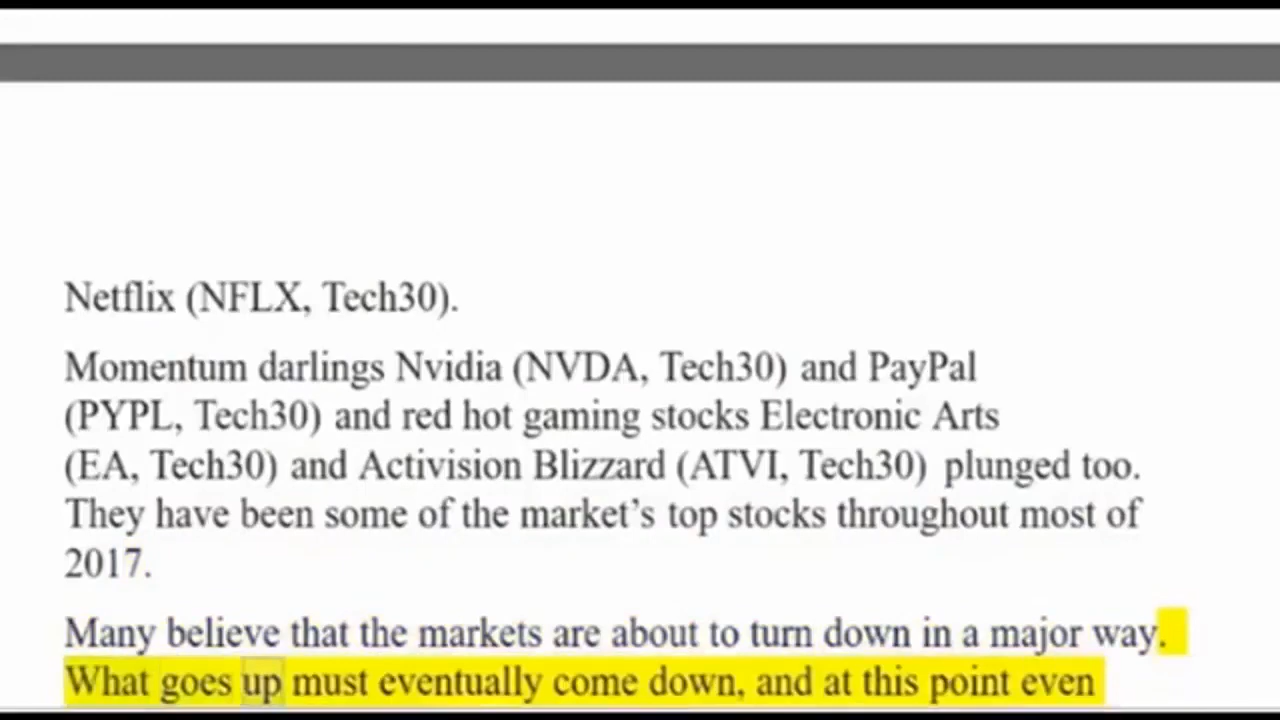 Netflix (NFLX, Tech30).
Momentum darlings Nvidia (NVDA, Tech30) and PayPal
(PYPL, Tech30) and red hot gaming stocks Electronic Arts
(EA, Tech30) and Activision Blizzard (ATVI, Tech30) plunged too.
They have been some of the market’s top stocks throughout most of
2017.
Many believe that the markets are about to turn down in a major way.
What goes up must eventually come down, and at this point even